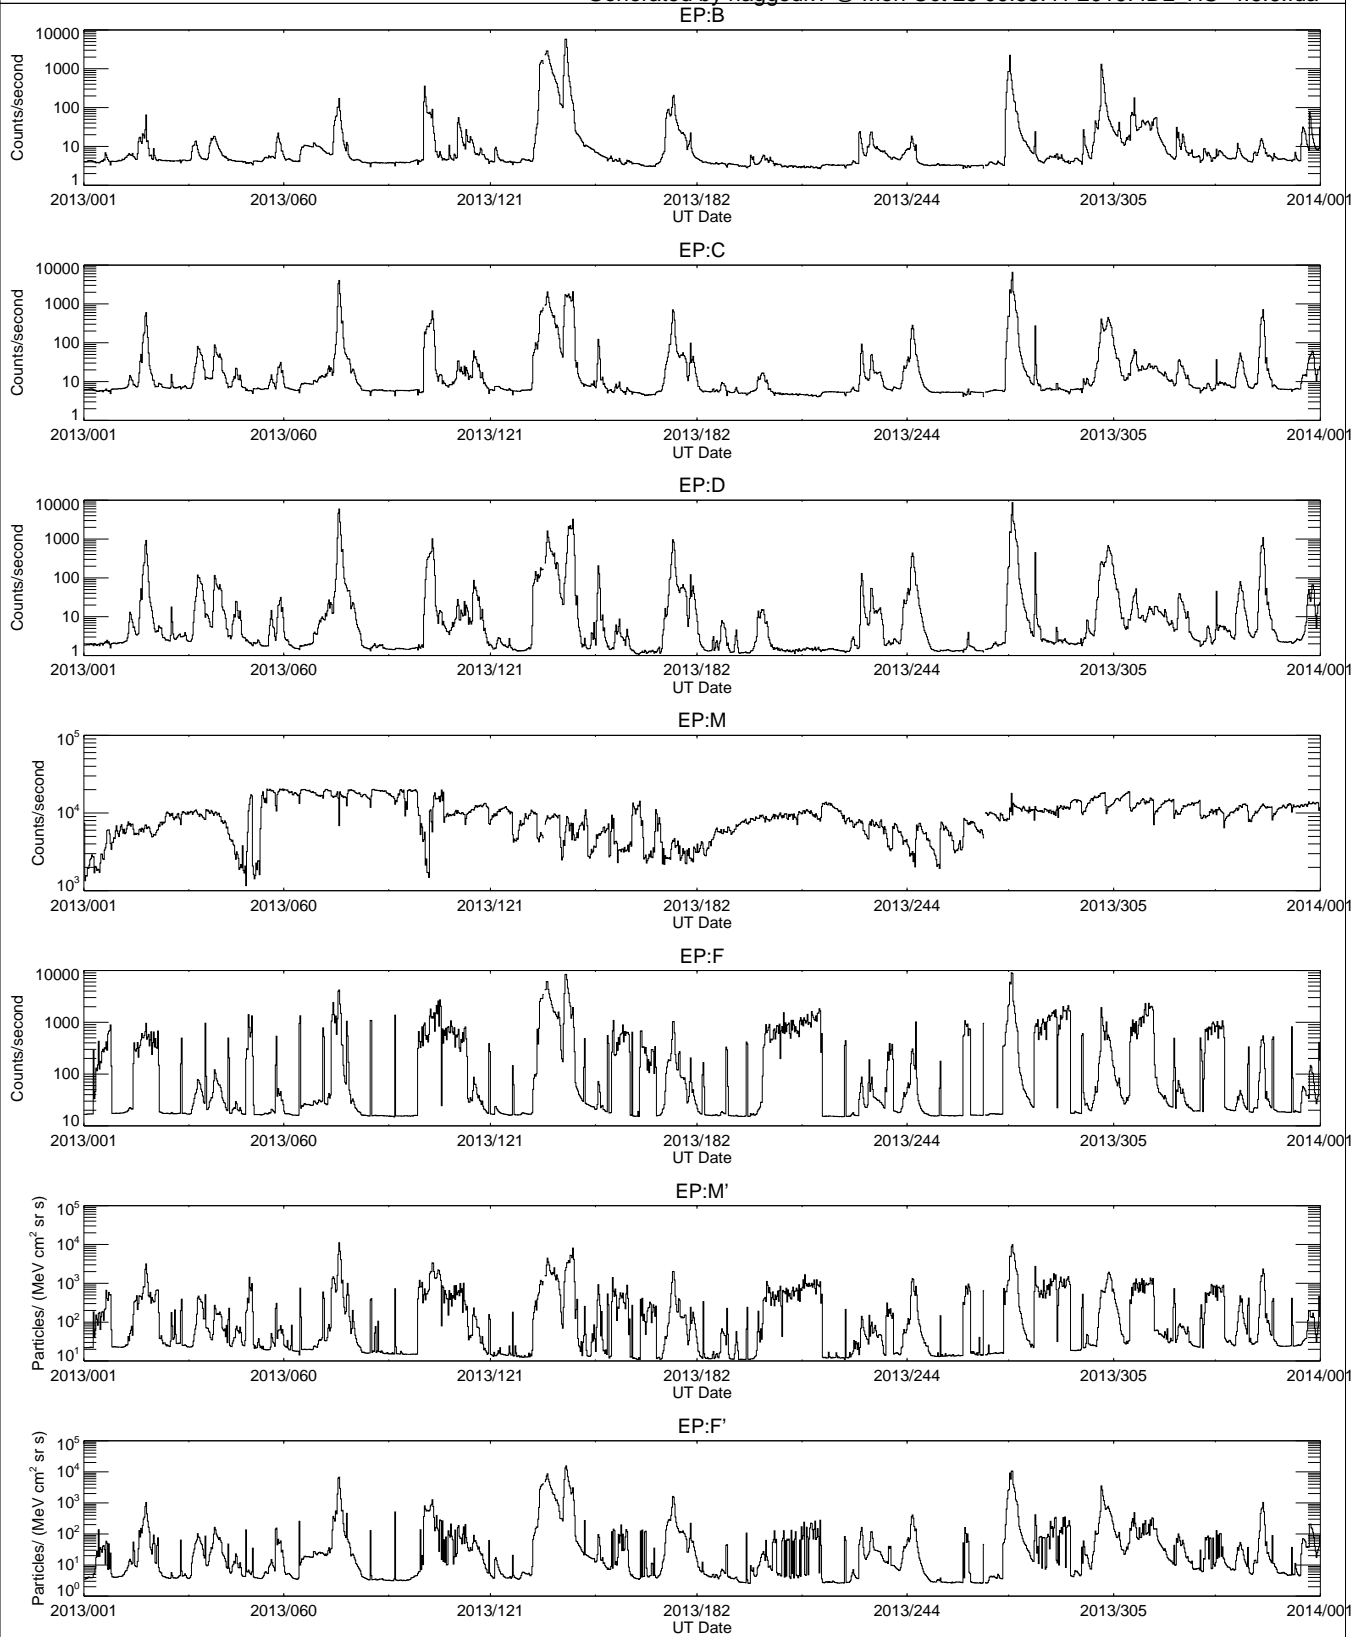 EP:B
Counts/second
10000
1000
100
10
1
2013/001 2013/060 2013/121 2013/182 2013/244 2013/305 2014/001
UT Date
EP:C
Counts/second
10000
1000
100
10
1
2013/001 2013/060 2013/121 2013/182 2013/244 2013/305 2014/001
UT Date
EP:D
Counts/second
10000
1000
100
10
1
2013/001 2013/060 2013/121 2013/182 2013/244 2013/305 2014/001
UT Date
EP:M
Counts/second
10⁵
10⁴
10³
2013/001 2013/060 2013/121 2013/182 2013/244 2013/305 2014/001
UT Date
EP:F
Counts/second
10000
1000
100
10
2013/001 2013/060 2013/121 2013/182 2013/244 2013/305 2014/001
UT Date
EP:M'
Particles/ (MeV cm² sr s)
10⁵
10⁴
10³
10²
10¹
2013/001 2013/060 2013/121 2013/182 2013/244 2013/305 2014/001
UT Date
EP:F'
Particles/ (MeV cm² sr s)
10⁵
10⁴
10³
10²
10¹
10⁰
2013/001 2013/060 2013/121 2013/182 2013/244 2013/305 2014/001
UT Date